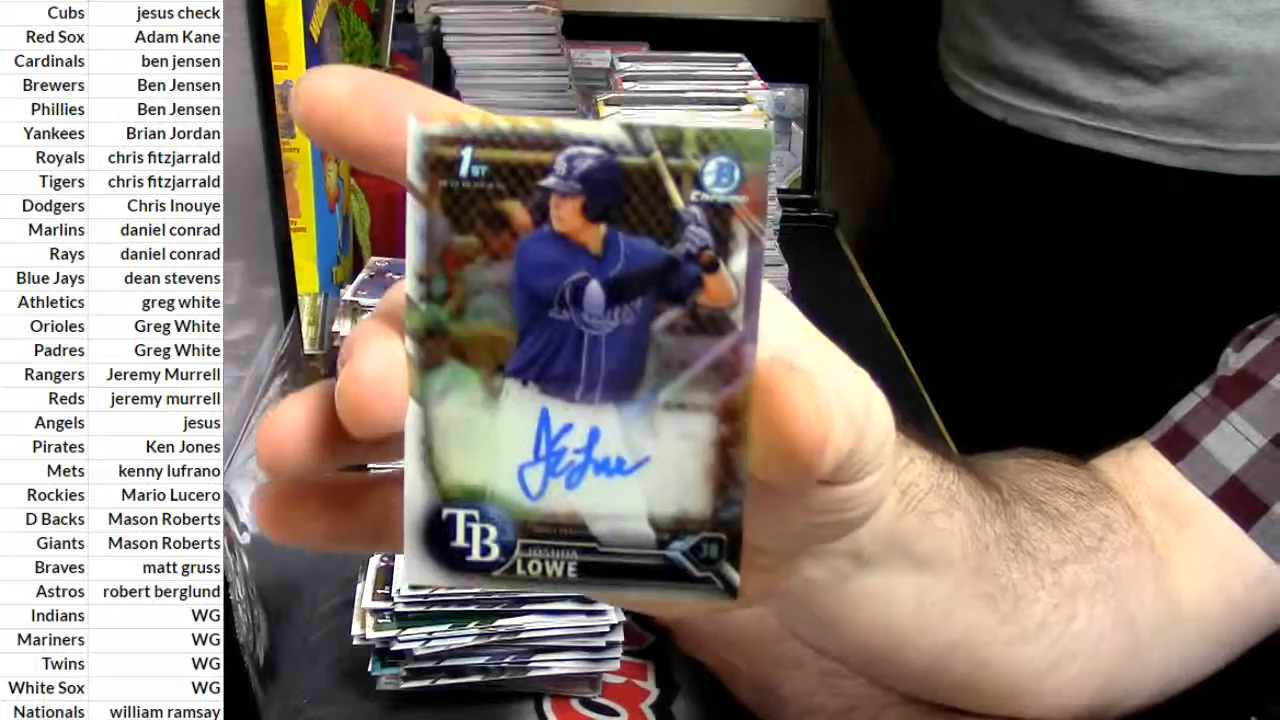 Cubs jesus check
Red Sox Adam Kane
Cardinals ben jensen
Brewers Ben Jensen
Phillies Ben Jensen
Yankees Brian Jordan
Royals chris fitzjarrald
Tigers chris fitzjarrald
Dodgers Chris Inouye
Marlins daniel conrad
Rays daniel conrad
Blue Jays dean stevens
Athletics greg white
Orioles Greg White
Padres Greg White
Rangers Jeremy Murrell
Reds jeremy murrell
Angels jesus
Pirates Ken Jones
Mets kenny lufrano
Rockies Mario Lucero
D Backs Mason Roberts
Giants Mason Roberts
Braves matt gruss
Astros robert berglund
Indians WG
Mariners WG
Twins WG
White Sox WG
Nationals william ramsay
1ST
BOWMAN
B
Chrome
TB
JOSHUA
LOWE
3B